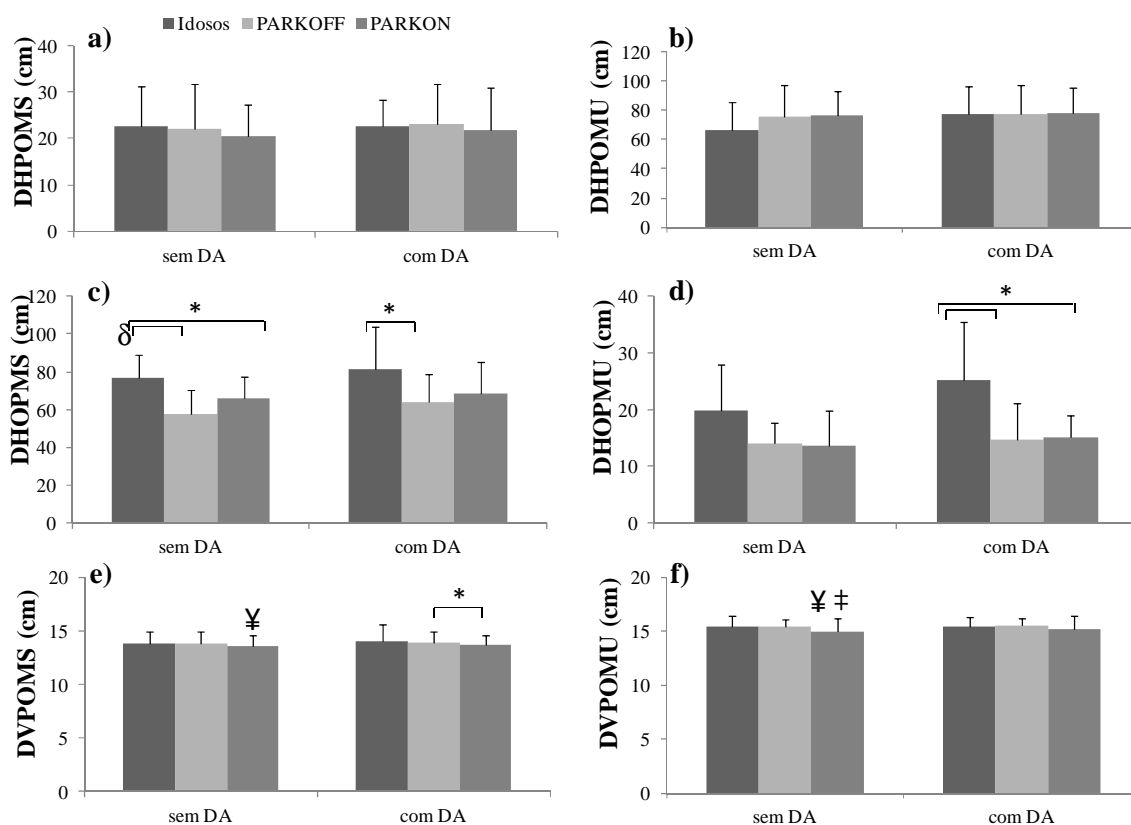 Idosos PARKOFF PARKON
a)
DHPOMS (cm)
40
30
20
10
0
sem DA com DA
b)
DHPOMU (cm)
120
100
80
60
40
20
0
sem DA com DA
c)
DHOPMS (cm)
120
100
80
60
40
20
0
δ * *
sem DA com DA
d)
DHOPMU (cm)
40
30
20
10
0
*
sem DA com DA
e)
DVPOMS (cm)
20
15
10
5
0
¥ *
sem DA com DA
f)
DVPOMU (cm)
20
15
10
5
0
¥ ‡
sem DA com DA